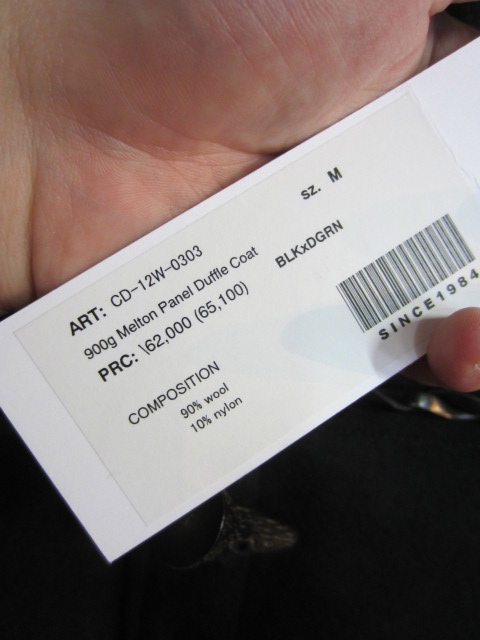 sz. M
ART: CD-12W-0303
900g Melton Panel Duffle Coat
BLKxDGRN
PRC: \62,000 (65,100)
COMPOSITION
90% wool
10% nylon
SINCE1984